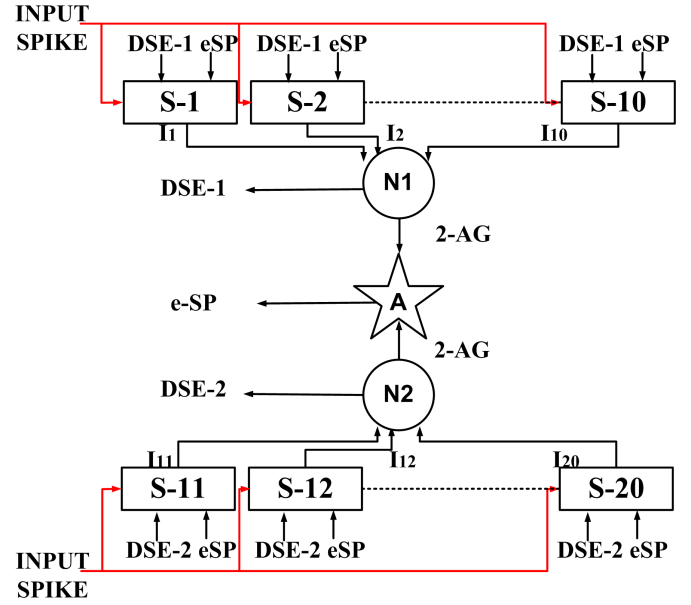 INPUT
SPIKE
DSE-1 eSP DSE-1 eSP DSE-1 eSP
S-1 S-2 S-10
I1 I2 I10
N1
DSE-1
2-AG
A
e-SP
2-AG
N2
DSE-2
I11 I12 I20
S-11 S-12 S-20
DSE-2 eSP DSE-2 eSP DSE-2 eSP
INPUT
SPIKE